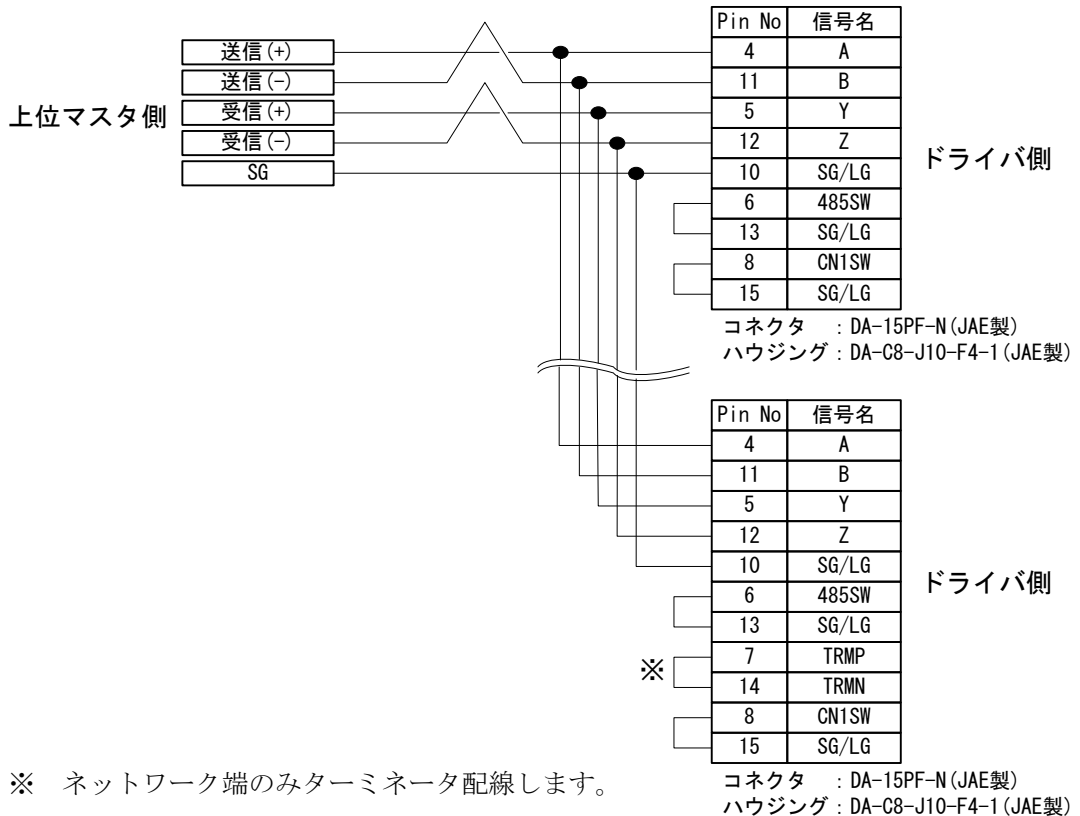 上位マスタ側
送信(+)
送信(-)
受信(+)
受信(-)
SG
Pin No 信号名
4 A
11 B
5 Y
12 Z
10 SG/LG
6 485SW
13 SG/LG
8 CN1SW
15 SG/LG
ドライバ側
コネクタ :DA-15PF-N(JAE製)
ハウジング:DA-C8-J10-F4-1(JAE製)
Pin No 信号名
4 A
11 B
5 Y
12 Z
10 SG/LG
6 485SW
13 SG/LG
7 TRMP
14 TRMN
8 CN1SW
15 SG/LG
ドライバ側
※
コネクタ :DA-15PF-N(JAE製)
ハウジング:DA-C8-J10-F4-1(JAE製)
※ ネットワーク端のみターミネータ配線します。